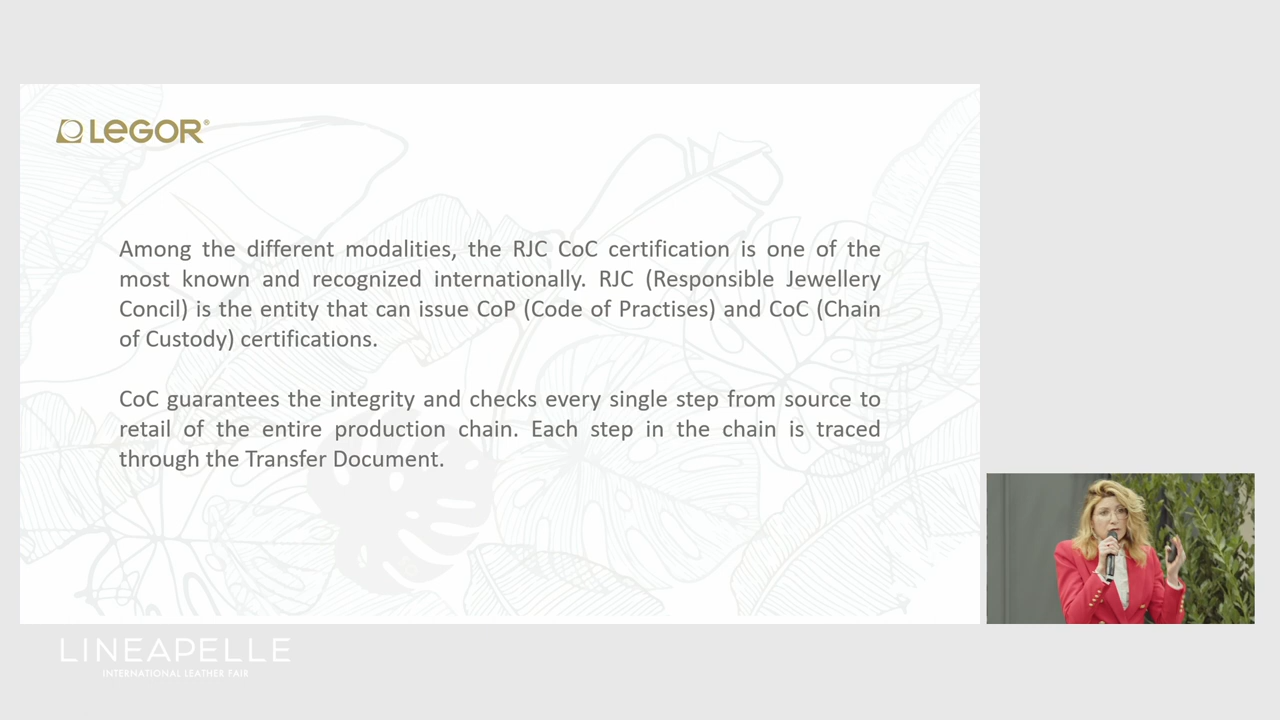 LEGOR®
Among the different modalities, the RJC CoC certification is one of the
most known and recognized internationally. RJC (Responsible Jewellery
Concil) is the entity that can issue CoP (Code of Practises) and CoC (Chain
of Custody) certifications.
CoC guarantees the integrity and checks every single step from source to
retail of the entire production chain. Each step in the chain is traced
through the Transfer Document.
LINEAPELLE
INTERNATIONAL LEATHER FAIR